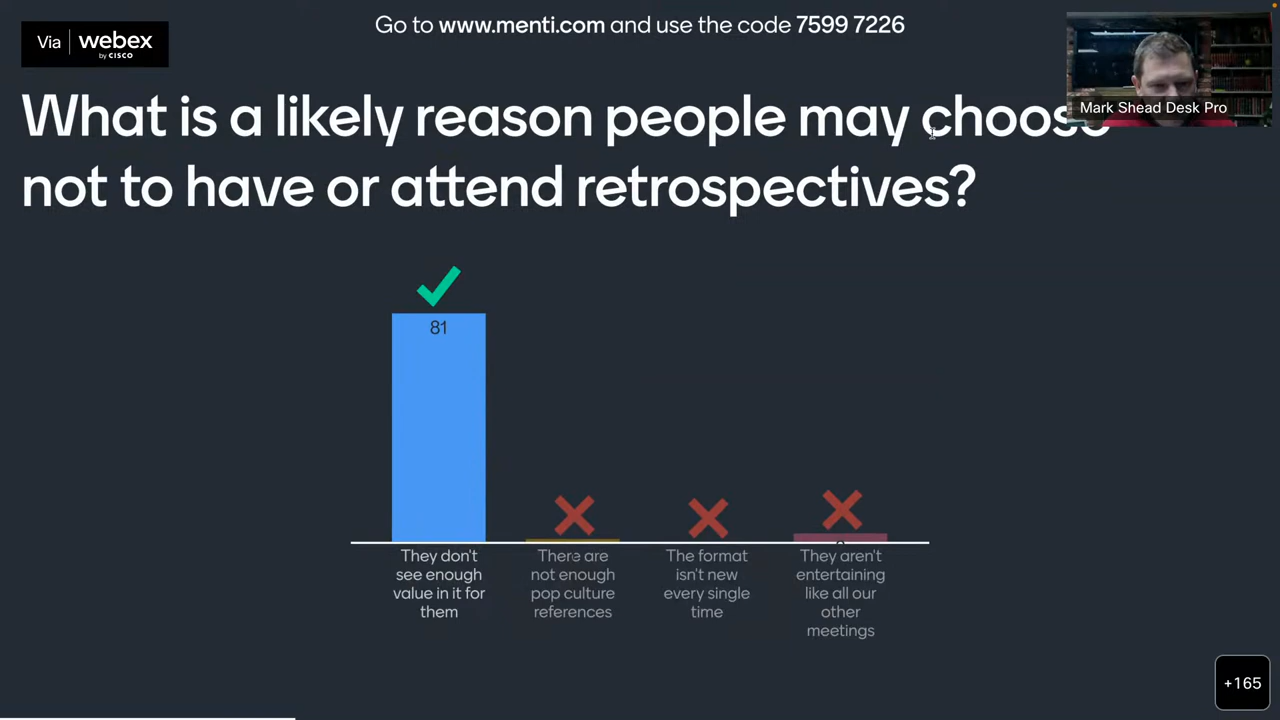 Go to www.menti.com and use the code 7599 7226
Via webex
by CISCO
Mark Shead Desk Pro
What is a likely reason people may choose
not to have or attend retrospectives?
81
They don't
see enough
value in it for
them
There are
not enough
pop culture
references
The format
isn't new
every single
time
They aren't
entertaining
like all our
other
meetings
+165